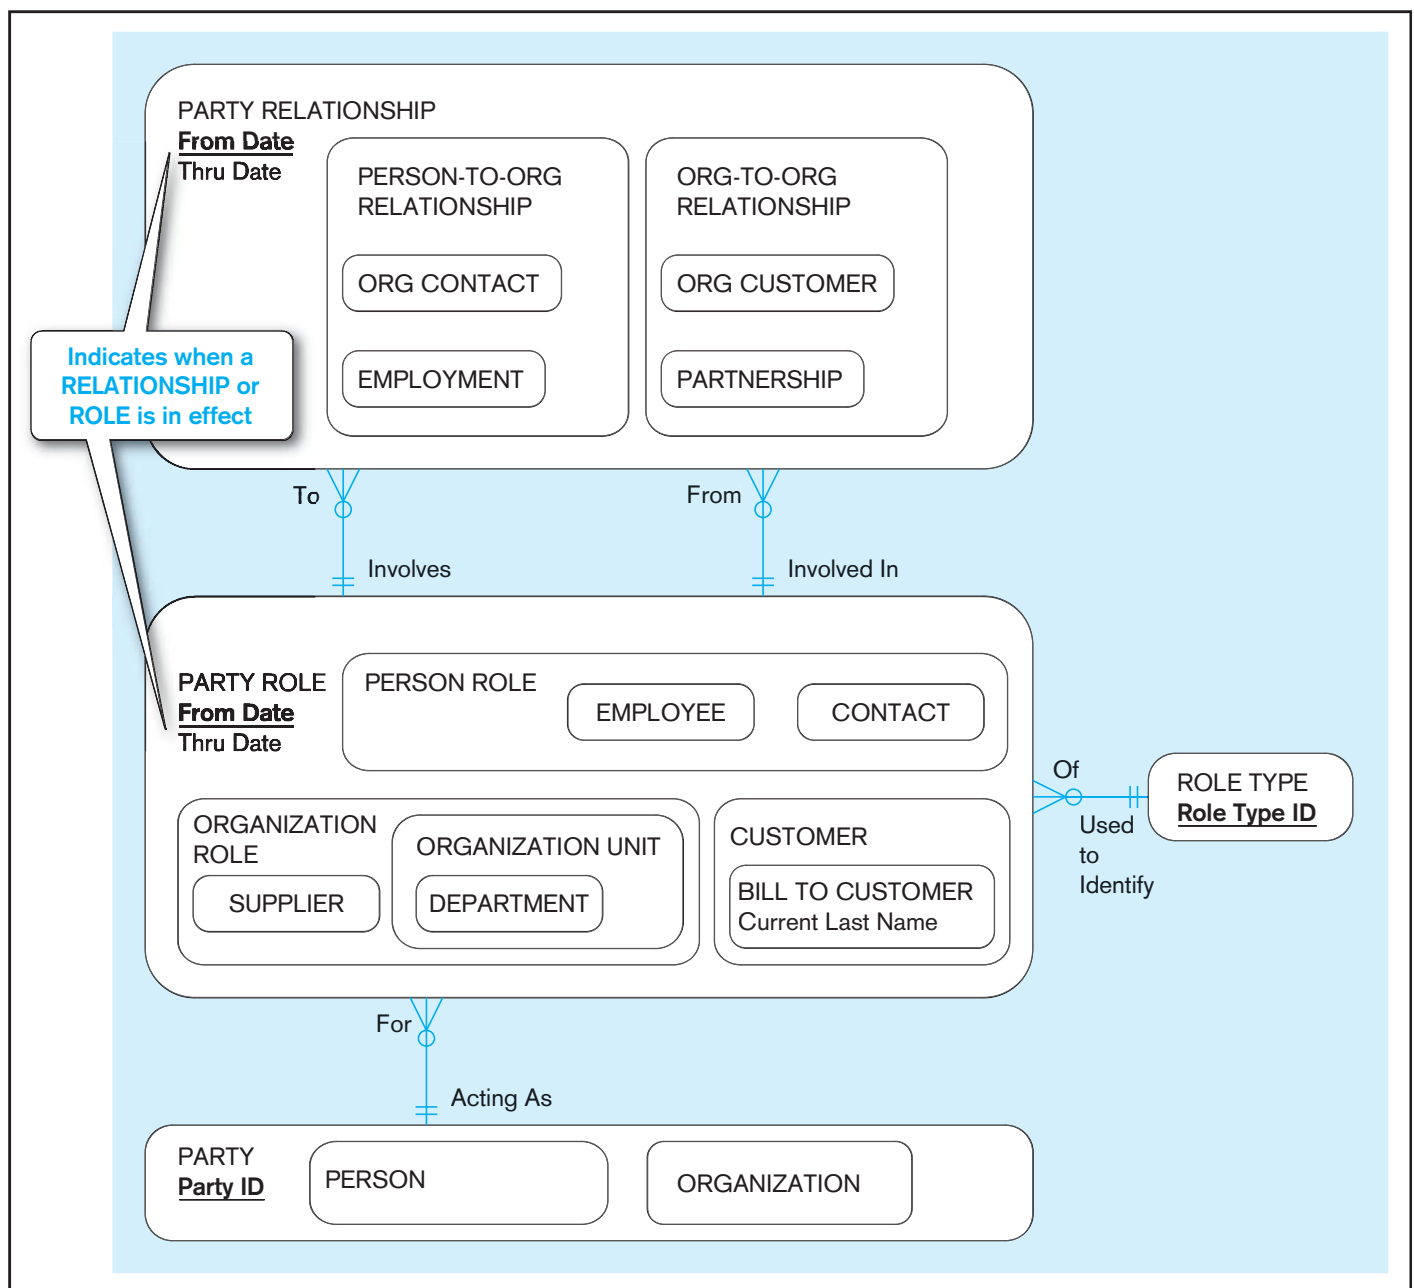 PARTY RELATIONSHIP
From Date
Thru Date
PERSON-TO-ORG
RELATIONSHIP
ORG CONTACT
EMPLOYMENT
ORG-TO-ORG
RELATIONSHIP
ORG CUSTOMER
PARTNERSHIP
Indicates when a
RELATIONSHIP or
ROLE is in effect
To
From
Involves
Involved In
PARTY ROLE
From Date
Thru Date
PERSON ROLE
EMPLOYEE
CONTACT
ORGANIZATION
ROLE
SUPPLIER
ORGANIZATION UNIT
DEPARTMENT
CUSTOMER
BILL TO CUSTOMER
Current Last Name
Of
Used
to
Identify
ROLE TYPE
Role Type ID
For
Acting As
PARTY
Party ID
PERSON
ORGANIZATION